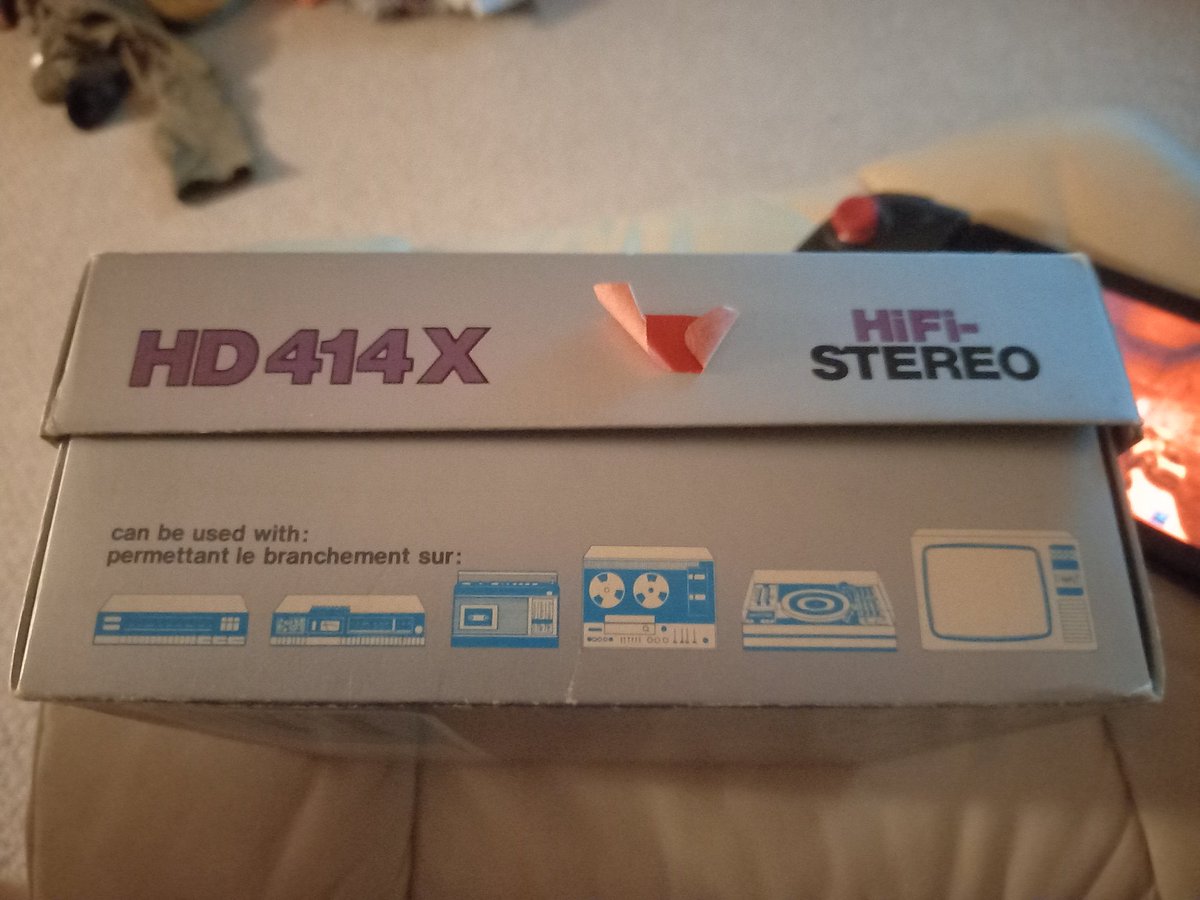 HD 414 X
HiFi-
STEREO
can be used with:
permettant le branchement sur: